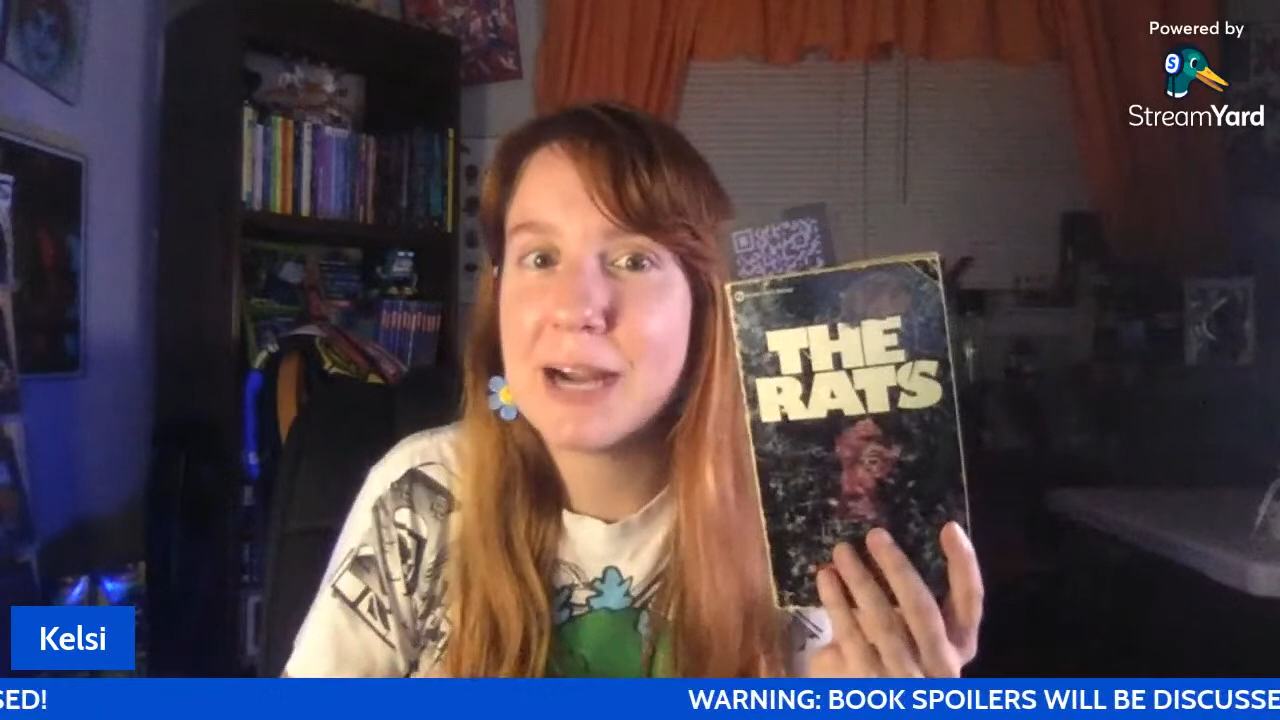 Powered by
StreamYard
THE
RATS
Kelsi
SED!
WARNING: BOOK SPOILERS WILL BE DISCUSSE